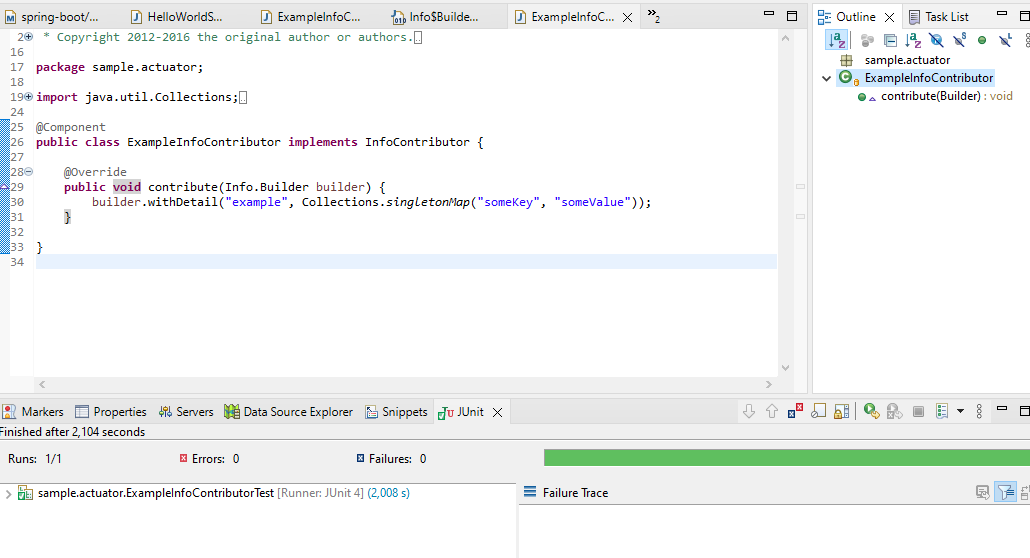 spring-boot/...
HelloWorldS...
ExampleInfoC...
Info$Builde...
ExampleInfoC...
»2
2 * Copyright 2012-2016 the original author or authors.
16
17 package sample.actuator;
18
19 import java.util.Collections;
24
25 @Component
26 public class ExampleInfoContributor implements InfoContributor {
27
28 @Override
29 public void contribute(Info.Builder builder) {
30 builder.withDetail("example", Collections.singletonMap("someKey", "someValue"));
31 }
32
33 }
34
Outline
Task List
sample.actuator
ExampleInfoContributor
contribute(Builder) : void
Markers
Properties
Servers
Data Source Explorer
Snippets
JUnit
Finished after 2,104 seconds
Runs: 1/1
Errors: 0
Failures: 0
sample.actuator.ExampleInfoContributorTest [Runner: JUnit 4] (2,008 s)
Failure Trace